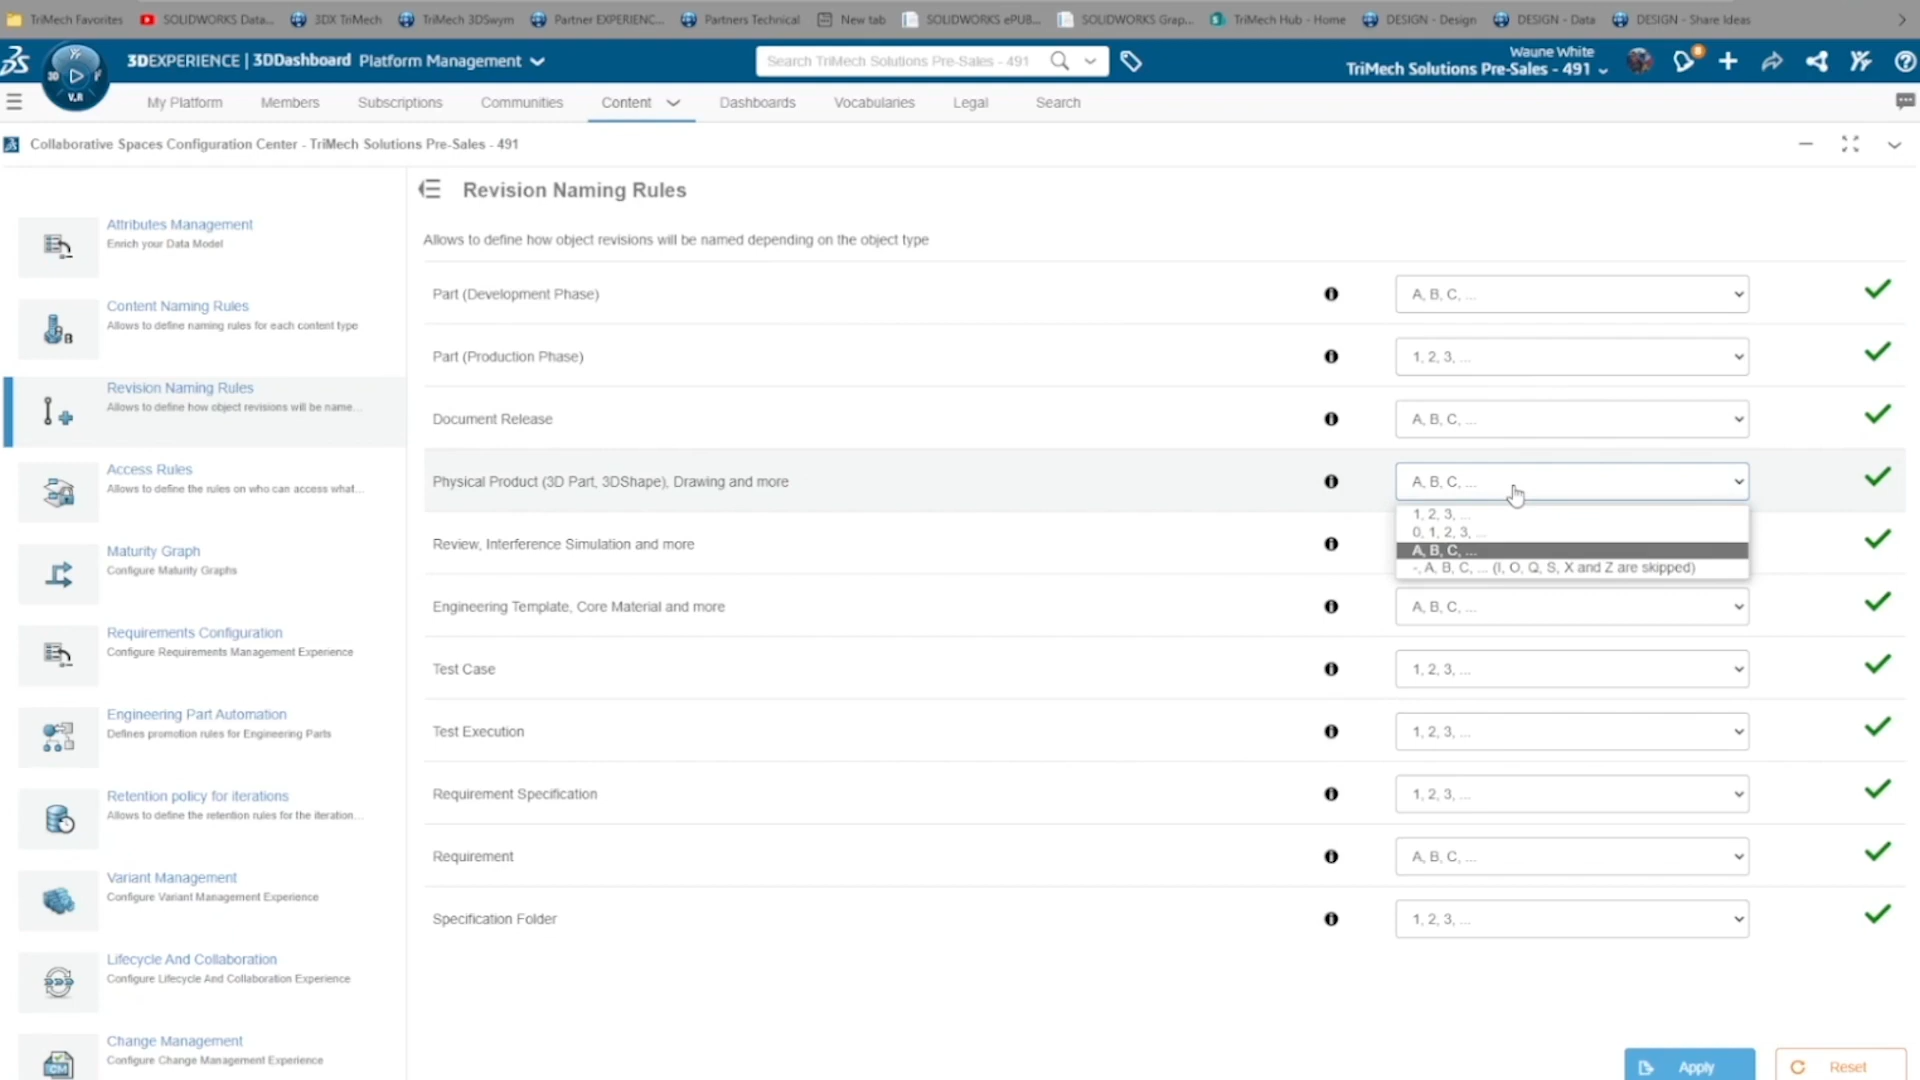 TriMech Favorites SOLIDWORKS Data... 3DX TriMech TriMech 3DSwym Partner EXPERIENC... Partners Technical New tab SOLIDWORKS ePUB... SOLIDWORKS Grap... TriMech Hub - Home DESIGN - Design DESIGN - Data DESIGN - Share Ideas
3DEXPERIENCE | 3DDashboard Platform Management
Search TriMech Solutions Pre-Sales - 491
Waune White
TriMech Solutions Pre-Sales - 491
3D
V.R
My Platform Members Subscriptions Communities Content Dashboards Vocabularies Legal Search
Collaborative Spaces Configuration Center - TriMech Solutions Pre-Sales - 491
Attributes Management
Enrich your Data Model
Content Naming Rules
Allows to define naming rules for each content type
Revision Naming Rules
Allows to define how object revisions will be name...
Access Rules
Allows to define the rules on who can access what...
Maturity Graph
Configure Maturity Graphs
Requirements Configuration
Configure Requirements Management Experience
Engineering Part Automation
Defines promotion rules for Engineering Parts
Retention policy for iterations
Allows to define the retention rules for the iteration...
Variant Management
Configure Variant Management Experience
Lifecycle And Collaboration
Configure Lifecycle And Collaboration Experience
Change Management
Configure Change Management Experience
CM
Revision Naming Rules
Allows to define how object revisions will be named depending on the object type
Part (Development Phase) A, B, C, ...
Part (Production Phase) 1, 2, 3, ...
Document Release A, B, C, ...
Physical Product (3D Part, 3DShape), Drawing and more A, B, C, ...
1, 2, 3, ...
0, 1, 2, 3, ...
A, B, C, ...
-, A, B, C, ... (I, O, Q, S, X and Z are skipped)
Review, Interference Simulation and more
Engineering Template, Core Material and more A, B, C, ...
Test Case 1, 2, 3, ...
Test Execution 1, 2, 3, ...
Requirement Specification 1, 2, 3, ...
Requirement A, B, C, ...
Specification Folder 1, 2, 3, ...
Apply Reset